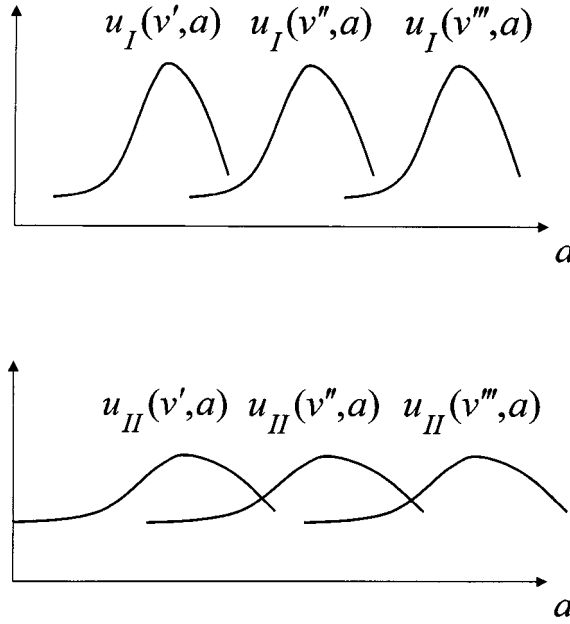 u_I(v′,a) u_I(v″,a) u_I(v‴,a)
a
u_II(v′,a) u_II(v″,a) u_II(v‴,a)
a